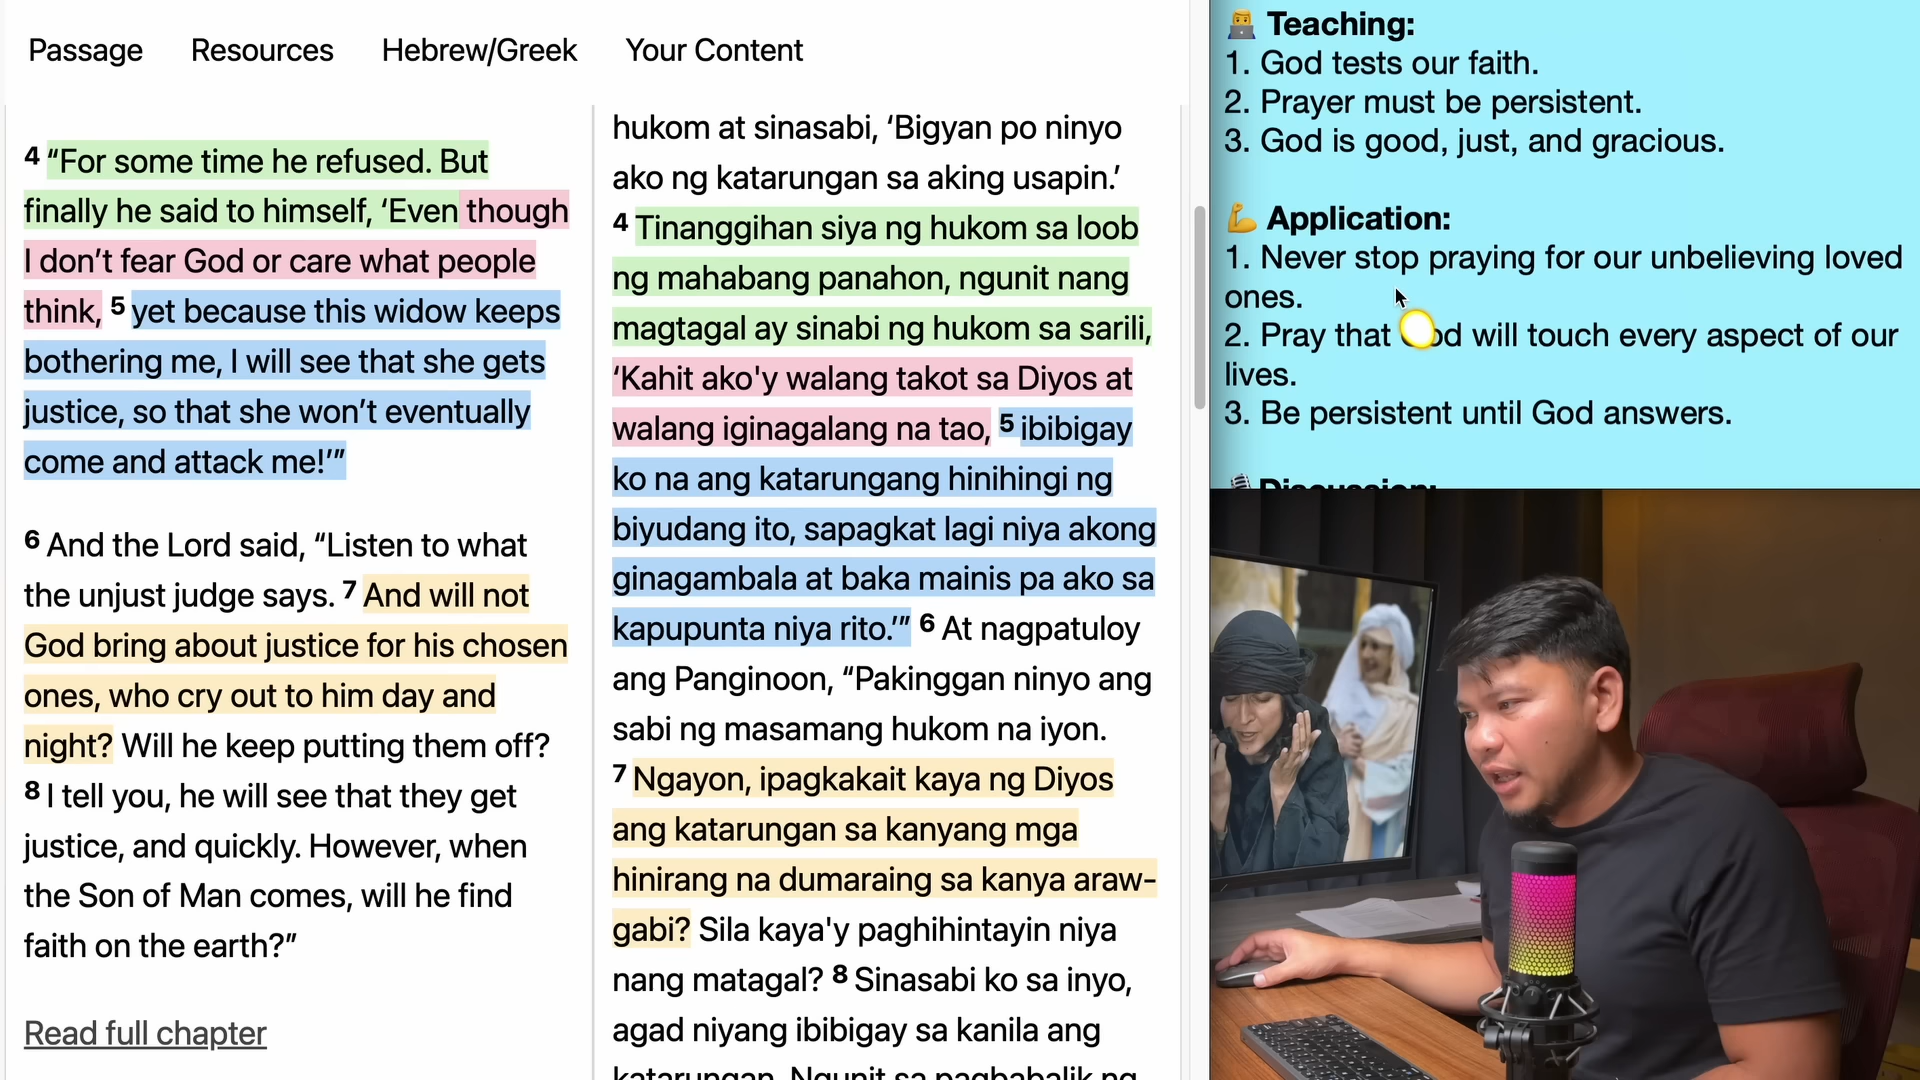 Passage Resources Hebrew/Greek Your Content
4 “For some time he refused. But
finally he said to himself, ‘Even though
I don’t fear God or care what people
think, 5 yet because this widow keeps
bothering me, I will see that she gets
justice, so that she won’t eventually
come and attack me!’”
6 And the Lord said, “Listen to what
the unjust judge says. 7 And will not
God bring about justice for his chosen
ones, who cry out to him day and
night? Will he keep putting them off?
8 I tell you, he will see that they get
justice, and quickly. However, when
the Son of Man comes, will he find
faith on the earth?”
Read full chapter
hukom at sinasabi, ‘Bigyan po ninyo
ako ng katarungan sa aking usapin.’
4 Tinanggihan siya ng hukom sa loob
ng mahabang panahon, ngunit nang
magtagal ay sinabi ng hukom sa sarili,
‘Kahit ako'y walang takot sa Diyos at
walang iginagalang na tao, 5 ibibigay
ko na ang katarungang hinihingi ng
biyudang ito, sapagkat lagi niya akong
ginagambala at baka mainis pa ako sa
kapupunta niya rito.’” 6 At nagpatuloy
ang Panginoon, “Pakinggan ninyo ang
sabi ng masamang hukom na iyon.
7 Ngayon, ipagkakait kaya ng Diyos
ang katarungan sa kanyang mga
hinirang na dumaraing sa kanya araw-
gabi? Sila kaya'y paghihintayin niya
nang matagal? 8 Sinasabi ko sa inyo,
agad niyang ibibigay sa kanila ang
katarungan. Ngunit sa pagbabalik ng
👨‍💻 Teaching:
1. God tests our faith.
2. Prayer must be persistent.
3. God is good, just, and gracious.
💪 Application:
1. Never stop praying for our unbelieving loved
ones.
2. Pray that God will touch every aspect of our
lives.
3. Be persistent until God answers.
🎙️ Discussion: